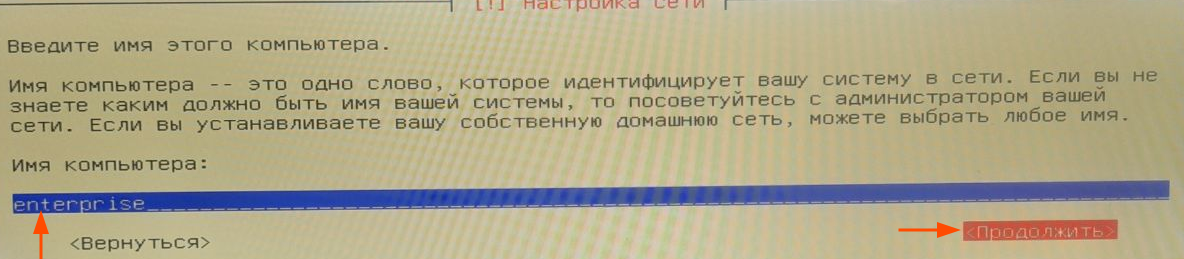 [!] Настройка сети
Введите имя этого компьютера.
Имя компьютера -- это одно слово, которое идентифицирует вашу систему в сети. Если вы не
знаете каким должно быть имя вашей системы, то посоветуйтесь с администратором вашей
сети. Если вы устанавливаете вашу собственную домашнюю сеть, можете выбрать любое имя.
Имя компьютера:
enterprise
<Вернуться> <Продолжить>